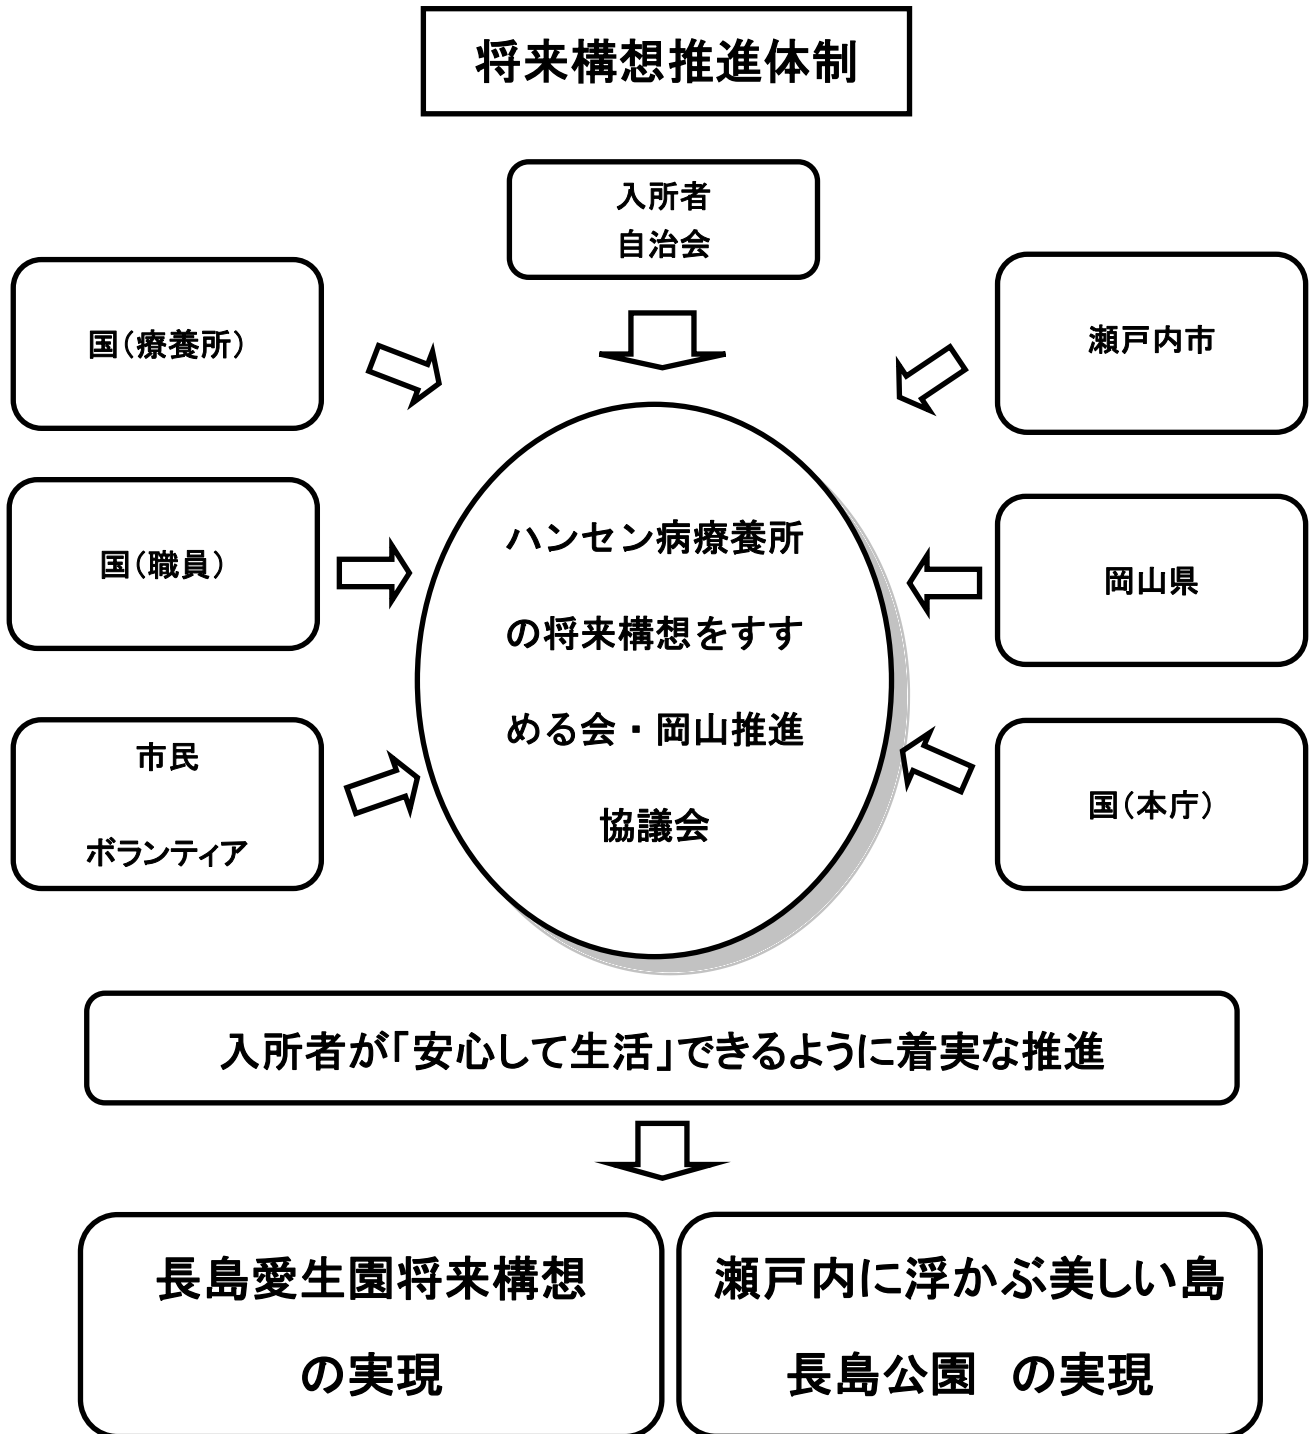 将来構想推進体制
入所者
自治会
国（療養所）
瀬戸内市
国（職員）
岡山県
市民
ボランティア
国（本庁）
ハンセン病療養所
の将来構想をすす
める会・岡山推進
協議会
入所者が「安心して生活」できるように着実な推進
長島愛生園将来構想
の実現
瀬戸内に浮かぶ美しい島
長島公園　の実現